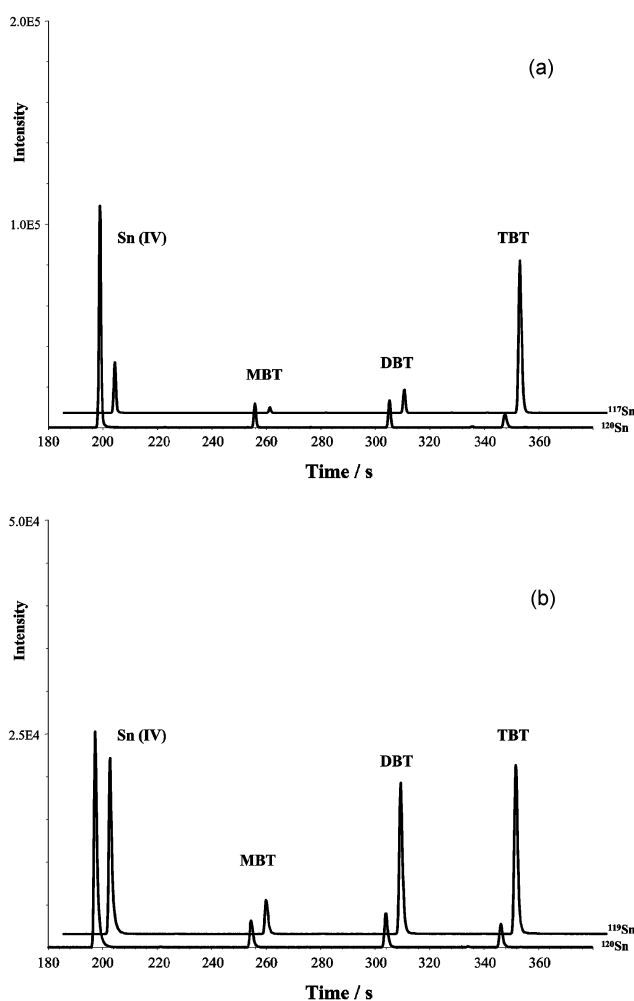 2.0E5
(a)
Intensity
1.0E5
Sn (IV)
TBT
MBT
DBT
¹¹⁷Sn
¹²⁰Sn
180 200 220 240 260 280 300 320 340 360
Time / s
5.0E4
(b)
Intensity
2.5E4
Sn (IV)
TBT
DBT
MBT
¹¹⁹Sn
¹²⁰Sn
180 200 220 240 260 280 300 320 340 360
Time / s